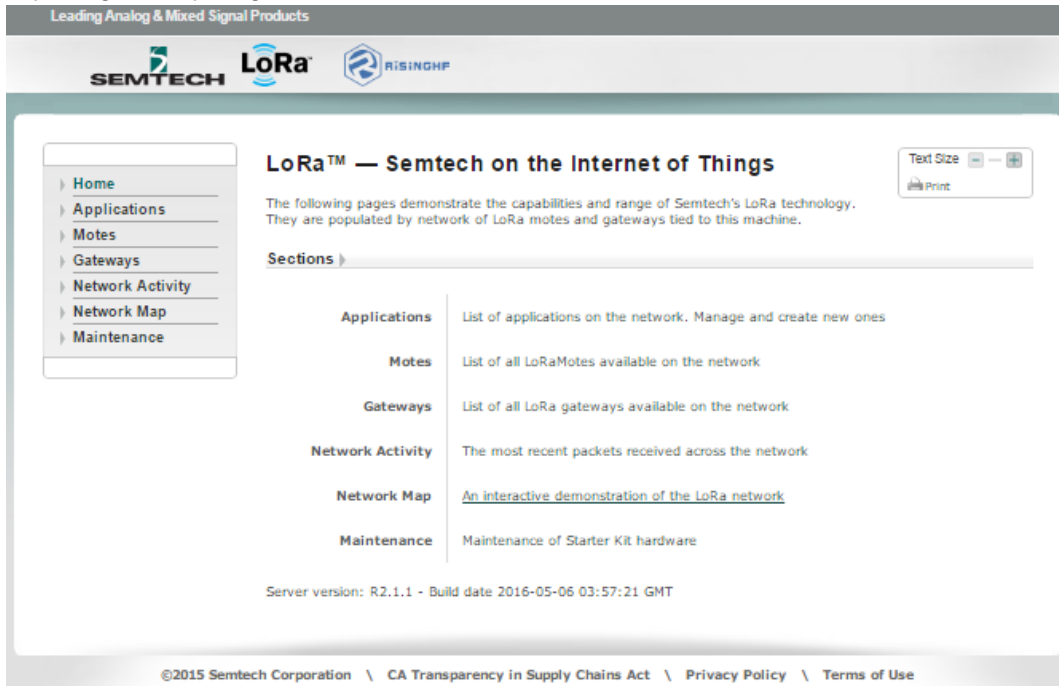 Leading Analog & Mixed Signal Products
SEMTECH LoRa™ RiSiNGHF
Home
Applications
Motes
Gateways
Network Activity
Network Map
Maintenance
LoRa™ — Semtech on the Internet of Things
Text Size
Print
The following pages demonstrate the capabilities and range of Semtech's LoRa technology.
They are populated by network of LoRa motes and gateways tied to this machine.
Sections
Applications List of applications on the network. Manage and create new ones
Motes List of all LoRaMotes available on the network
Gateways List of all LoRa gateways available on the network
Network Activity The most recent packets received across the network
Network Map An interactive demonstration of the LoRa network
Maintenance Maintenance of Starter Kit hardware
Server version: R2.1.1 - Build date 2016-05-06 03:57:21 GMT
©2015 Semtech Corporation \ CA Transparency in Supply Chains Act \ Privacy Policy \ Terms of Use